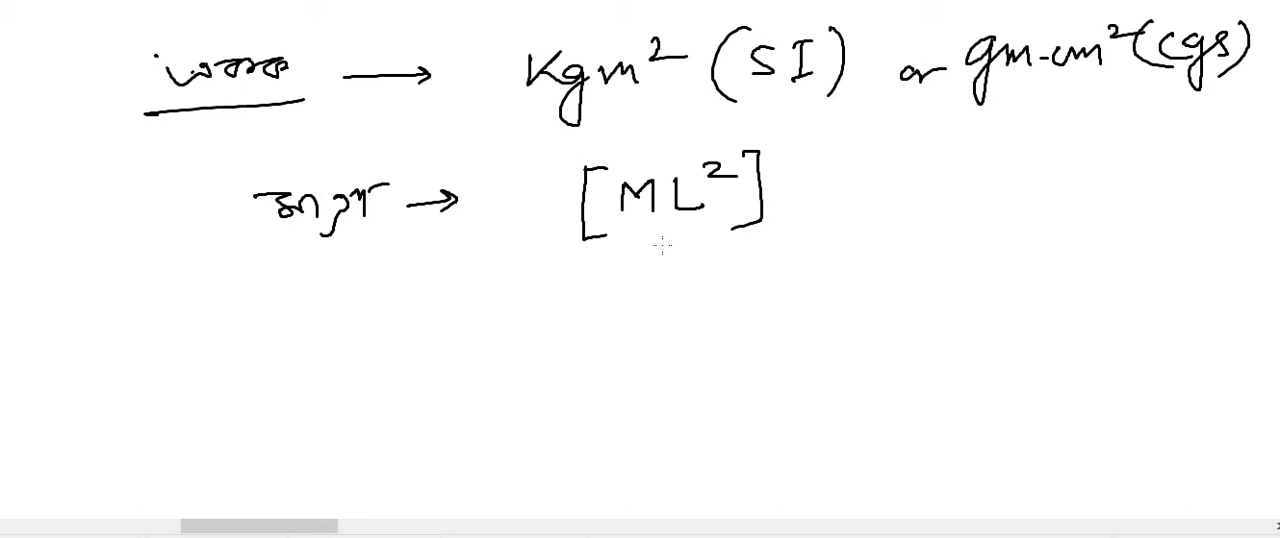 একক → Kgm² (SI) or gm-cm² (cgs)
→ [ML²]